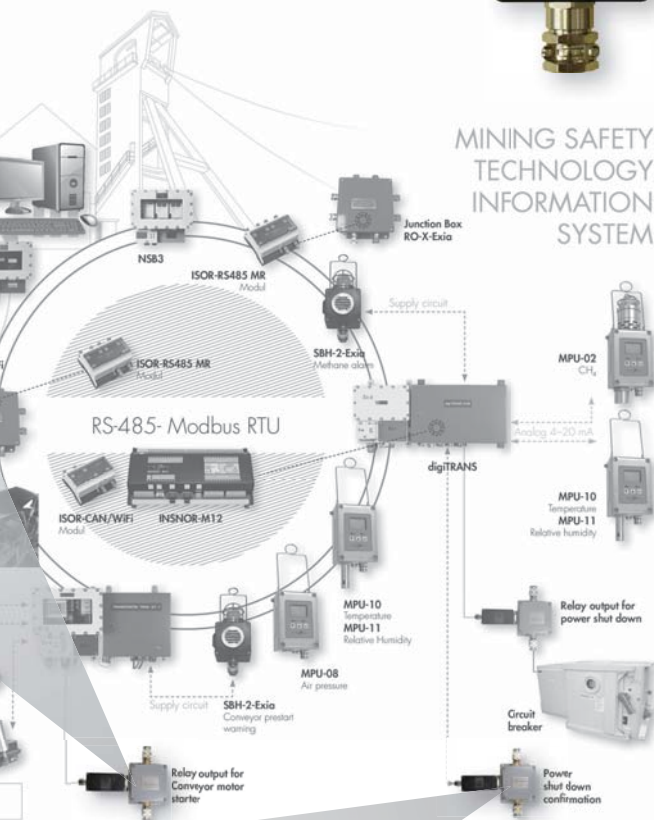 MINING SAFETY
TECHNOLOGY
INFORMATION
SYSTEM
Junction Box
RO-X-Exia
NSB3
ISOR-RS485 MR
Modul
Supply circuit
SBH-2-Exia
Methane alarm
MPU-02
CH₄
ISOR-RS485 MR
Modul
RS-485- Modbus RTU
Analog 4–20 mA
digiTRANS
ISOR-CAN/WiFi
Modul
INSNOR-M12
MPU-10
Temperature
MPU-11
Relative humidity
MPU-10
Temperature
MPU-11
Relative Humidity
Relay output for
power shut down
MPU-08
Air pressure
Supply circuit
SBH-2-Exia
Conveyor prestart
warning
Circuit
breaker
Relay output for
Conveyor motor
starter
Power
shut down
confirmation